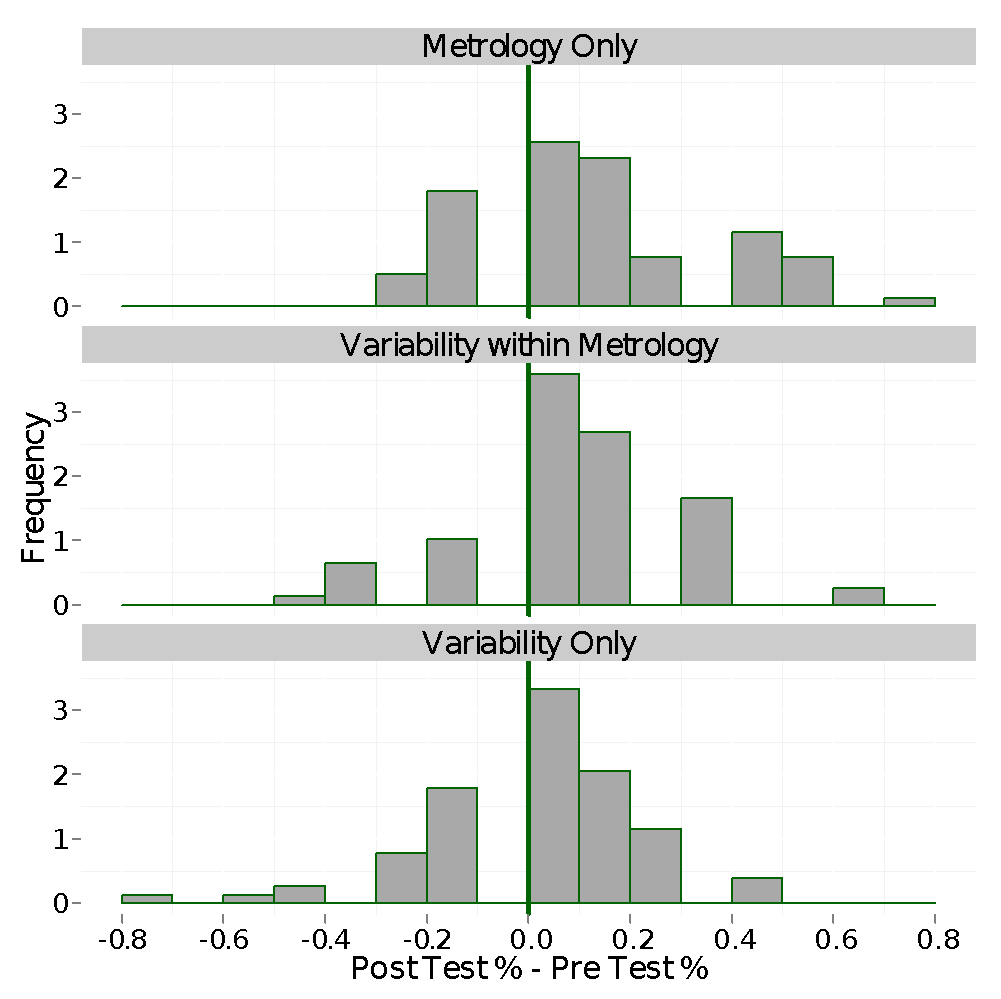 Metrology Only
3
2
1
0
Variability within Metrology
3
2
1
0
Frequency
Variability Only
3
2
1
0
-0.8 -0.6 -0.4 -0.2 0.0 0.2 0.4 0.6 0.8
Post Test % - Pre Test %